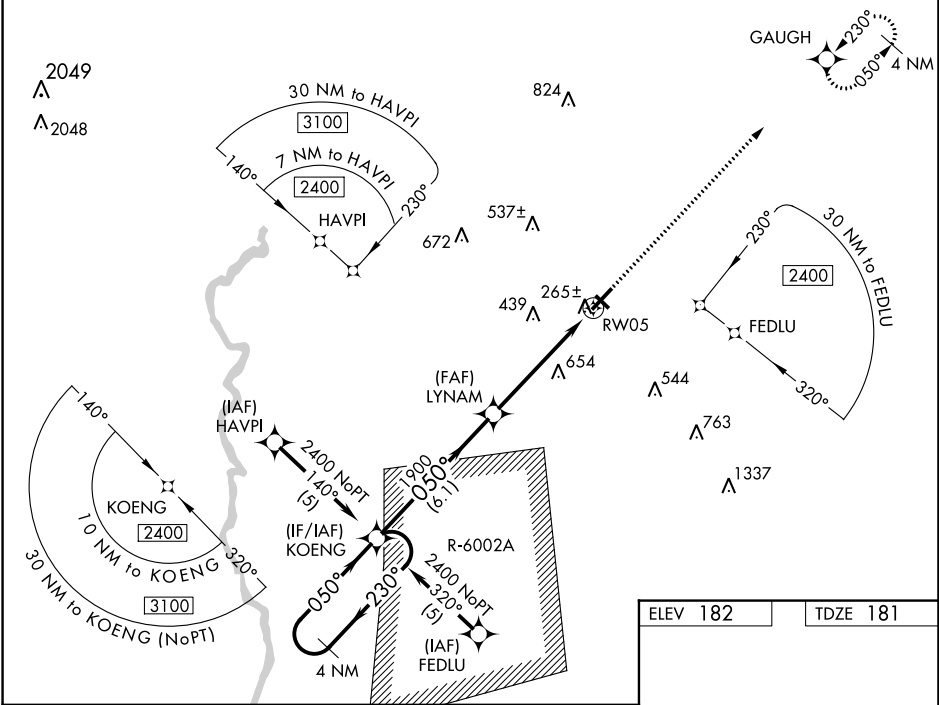 GAUGH
230°
050°
4 NM
2049
2048
824
30 NM to HAVPI
3100
7 NM to HAVPI
2400
140°
230°
HAVPI
672
537±
230°
30 NM to FEDLU
2400
FEDLU
320°
439
265±
RW05
654
544
763
1337
(FAF)
LYNAM
140°
KOENG
2400
10 NM to KOENG
320°
3100
30 NM to KOENG (NoPT)
(IAF)
HAVPI
2400 NoPT
140°
(5)
1900
050°
(6.1)
(IF/IAF)
KOENG
R-6002A
050°
230°
4 NM
2400 NoPT
320°
(5)
(IAF)
FEDLU
ELEV 182
TDZE 181